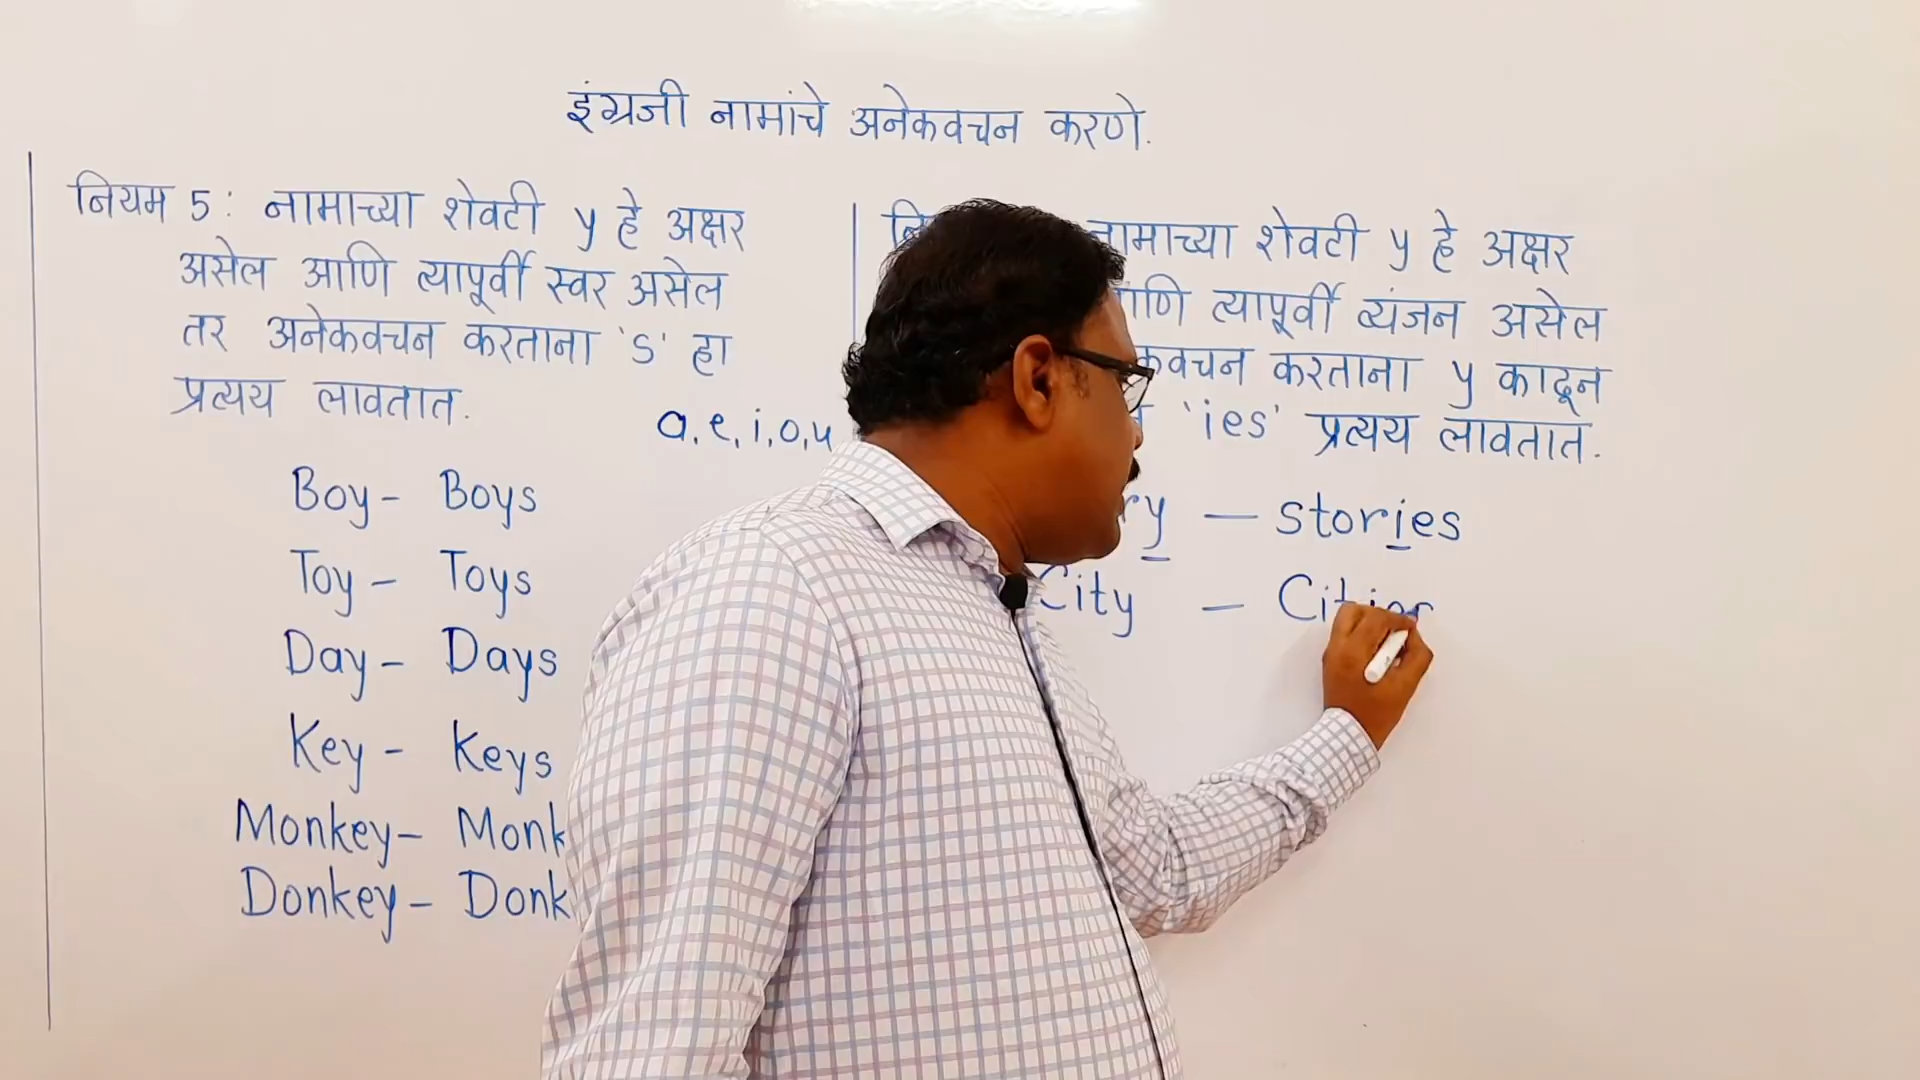 इंग्रजी नामांचे अनेकवचन करणे.
नियम 5: नामाच्या शेवटी y हे अक्षर
असेल आणि त्यापूर्वी स्वर असेल
तर अनेकवचन करताना 's' हा
प्रत्यय लावतात.
a, e, i, o, u
Boy - Boys
Toy - Toys
Day - Days
Key - Keys
Monkey - Monk
Donkey - Donk
नामाच्या शेवटी y हे अक्षर
आणि त्यापूर्वी व्यंजन असेल
करताना y काढून
'ies' प्रत्यय लावतात.
ry — stories
City —